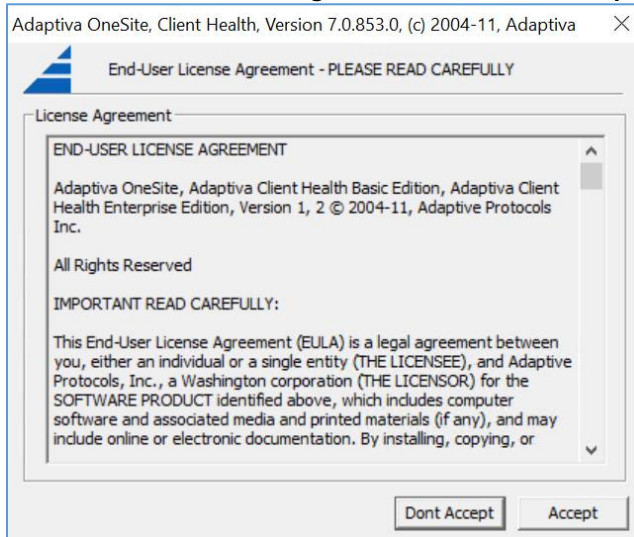 Adaptiva OneSite, Client Health, Version 7.0.853.0, (c) 2004-11, Adaptiva
End-User License Agreement - PLEASE READ CAREFULLY
License Agreement
END-USER LICENSE AGREEMENT
Adaptiva OneSite, Adaptiva Client Health Basic Edition, Adaptiva Client
Health Enterprise Edition, Version 1, 2 © 2004-11, Adaptive Protocols
Inc.
All Rights Reserved
IMPORTANT READ CAREFULLY:
This End-User License Agreement (EULA) is a legal agreement between
you, either an individual or a single entity (THE LICENSEE), and Adaptive
Protocols, Inc., a Washington corporation (THE LICENSOR) for the
SOFTWARE PRODUCT identified above, which includes computer
software and associated media and printed materials (if any), and may
include online or electronic documentation. By installing, copying, or
Dont Accept
Accept